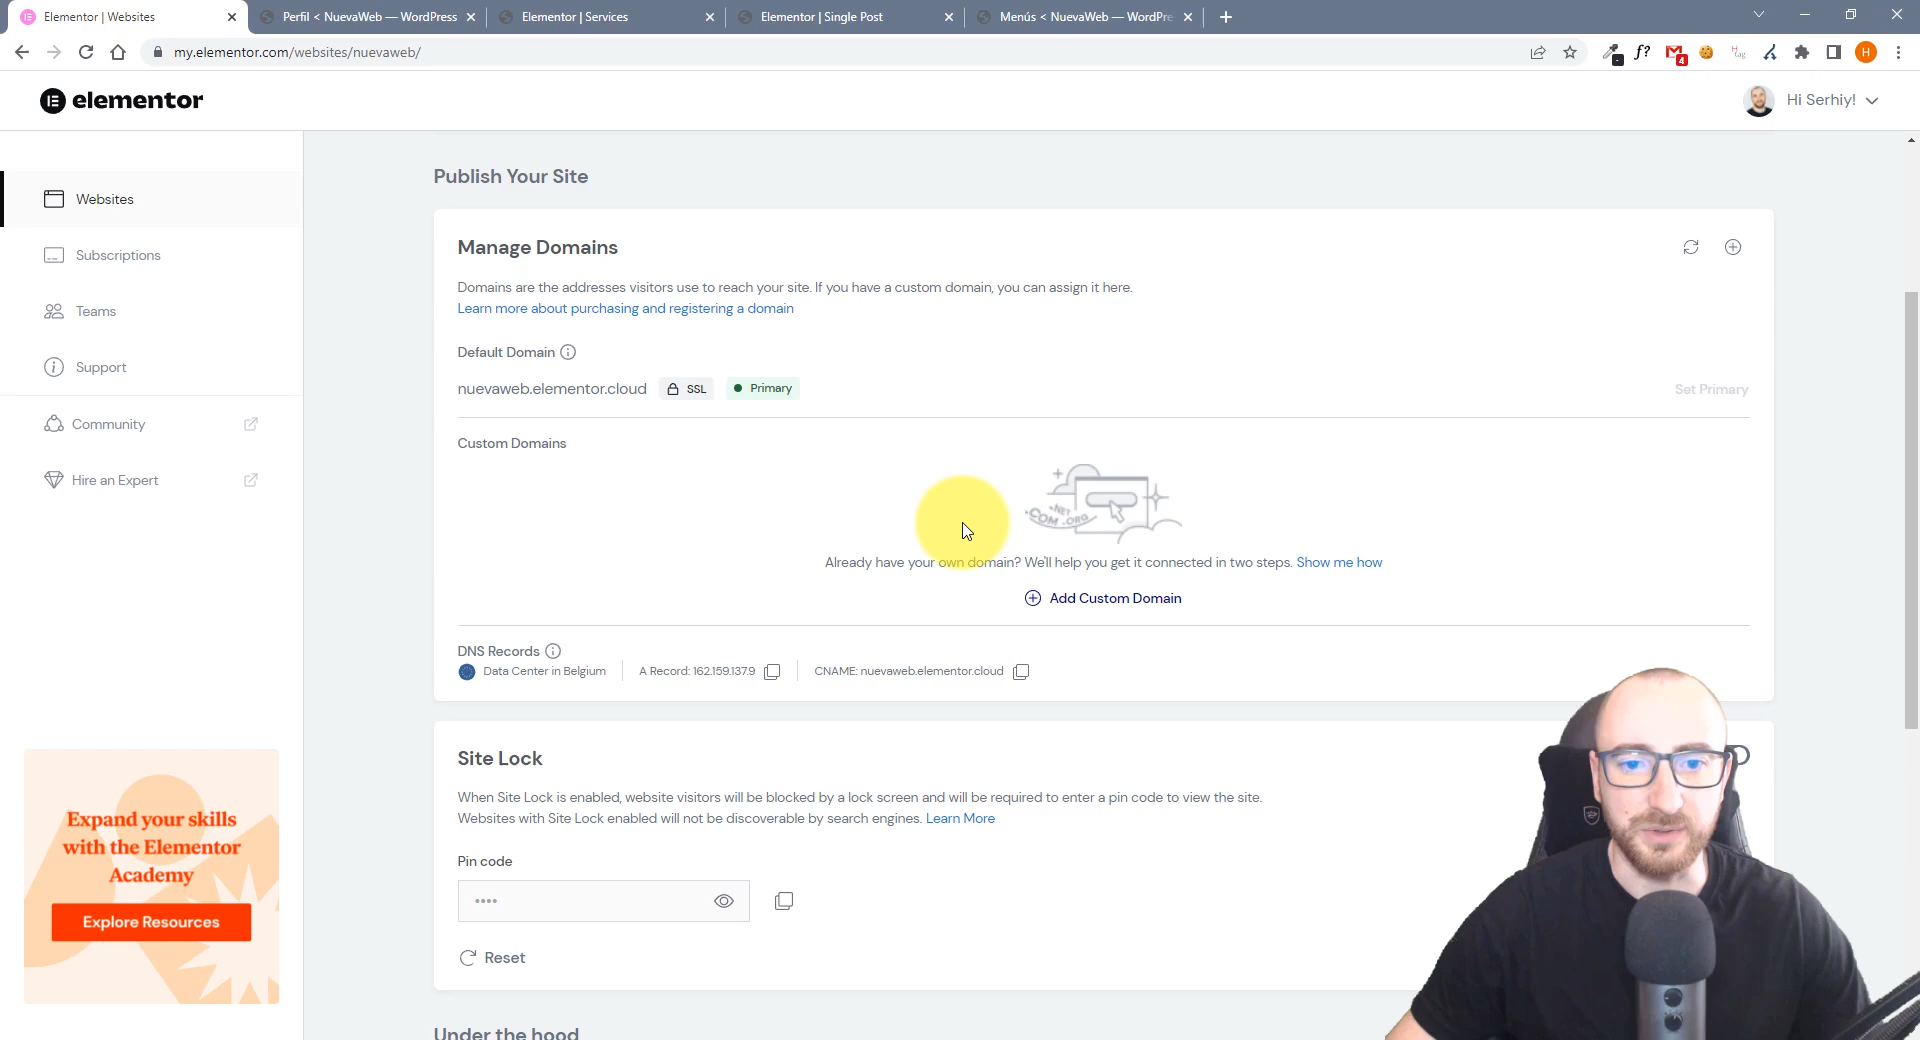 Elementor | Websites
Perfil < NuevaWeb — WordPress
Elementor | Services
Elementor | Single Post
Menús < NuevaWeb — WordPre
my.elementor.com/websites/nuevaweb/
f?
4
H
tag
H
elementor
Hi Serhiy!
Websites
Subscriptions
Teams
Support
Community
Hire an Expert
Expand your skills
with the Elementor
Academy
Explore Resources
Publish Your Site
Manage Domains
Domains are the addresses visitors use to reach your site. If you have a custom domain, you can assign it here.
Learn more about purchasing and registering a domain
Default Domain
nuevaweb.elementor.cloud SSL Primary
Set Primary
Custom Domains
.NET
.COM .ORG
Already have your own domain? We'll help you get it connected in two steps. Show me how
Add Custom Domain
DNS Records
Data Center in Belgium
A Record: 162.159.137.9
CNAME: nuevaweb.elementor.cloud
Site Lock
When Site Lock is enabled, website visitors will be blocked by a lock screen and will be required to enter a pin code to view the site.
Websites with Site Lock enabled will not be discoverable by search engines. Learn More
Pin code
••••
Reset
Under the hood